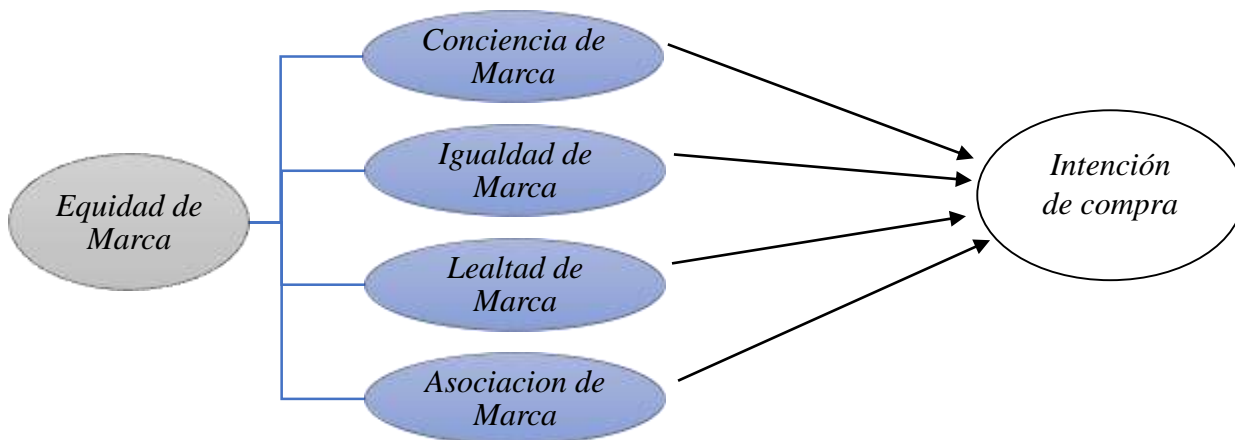 Conciencia de
Marca
Igualdad de
Marca
Equidad de
Marca
Lealtad de
Marca
Asociacion de
Marca
Intención
de compra